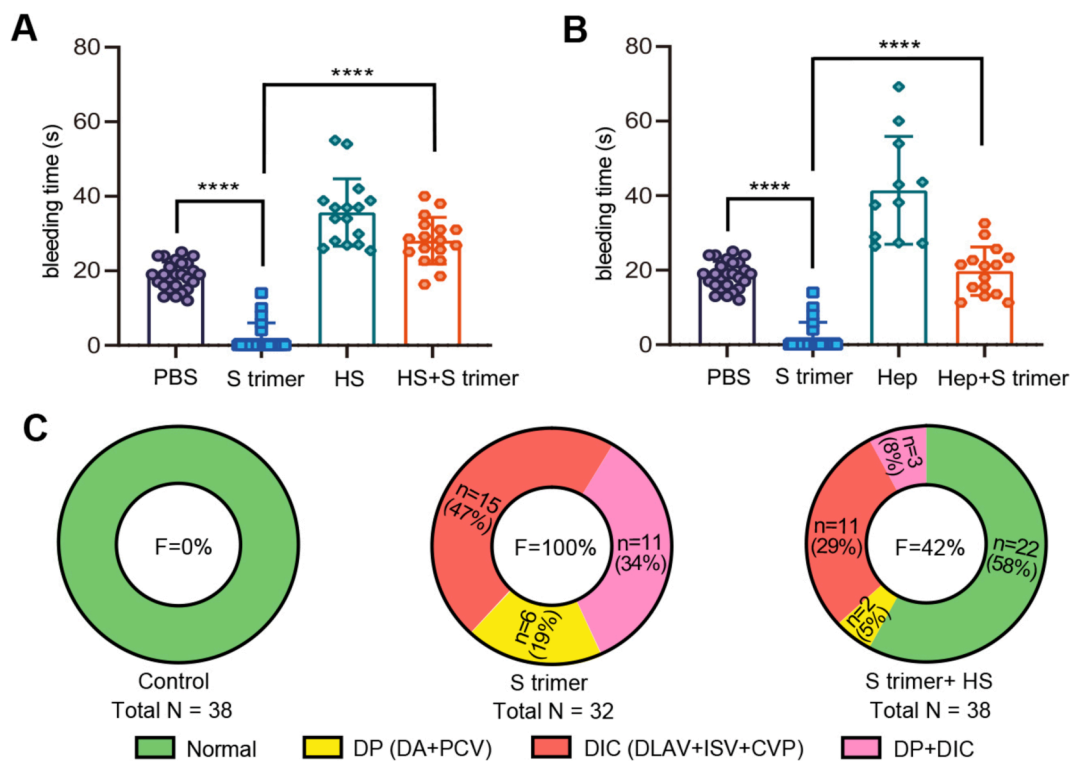 A
bleeding time (s)
80
60
40
20
0
****
****
PBS
S trimer
HS
HS+S trimer
B
bleeding time (s)
80
60
40
20
0
****
****
PBS
S trimer
Hep
Hep+S trimer
C
F=0%
Control
Total N = 38
n=15
(47%)
F=100%
n=11
(34%)
n=6
(19%)
S trimer
Total N = 32
n=3
(8%)
n=11
(29%)
F=42%
n=22
(58%)
n=2
(5%)
S trimer+ HS
Total N = 38
Normal
DP (DA+PCV)
DIC (DLAV+ISV+CVP)
DP+DIC